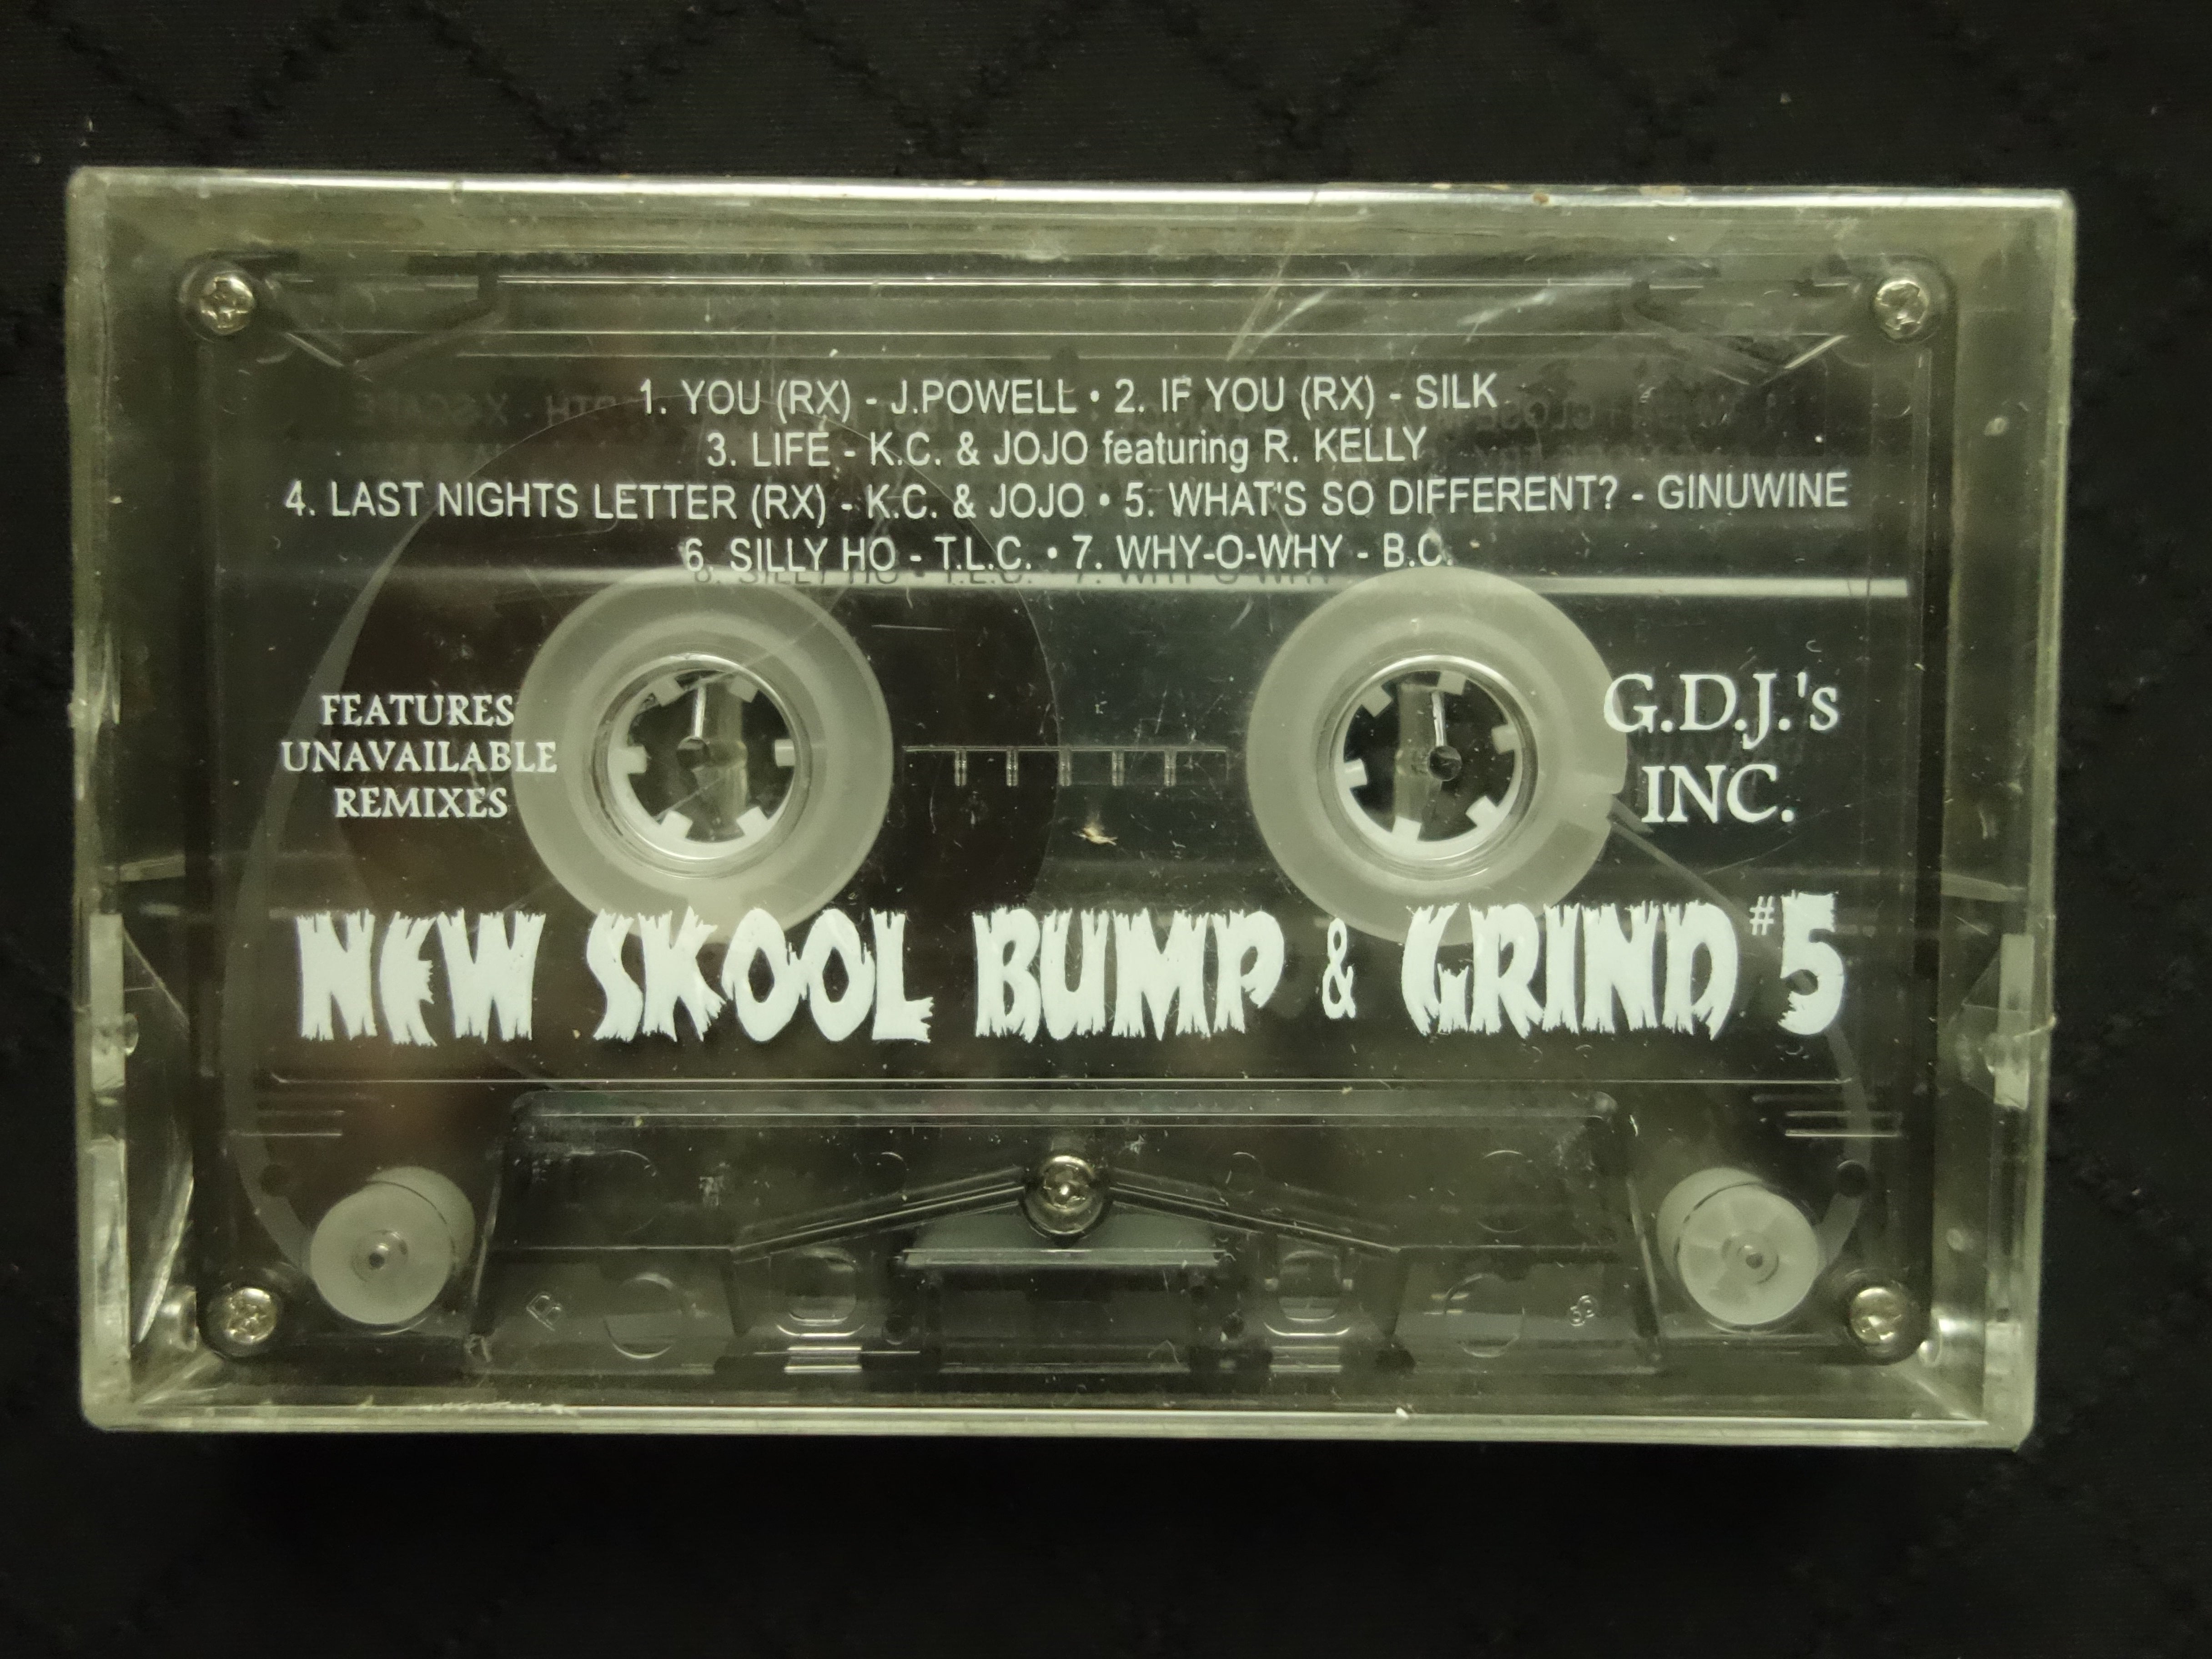 1. YOU (RX) - J.POWELL • 2. IF YOU (RX) - SILK
3. LIFE - K.C. & JOJO featuring R. KELLY
4. LAST NIGHTS LETTER (RX) - K.C. & JOJO • 5. WHAT'S SO DIFFERENT? - GINUWINE
6. SILLY HO - T.L.C. • 7. WHY-O-WHY - B.C.
FEATURES
UNAVAILABLE
REMIXES
G.D.J.'s
INC.
NEW SKOOL BUMP & GRIND #5